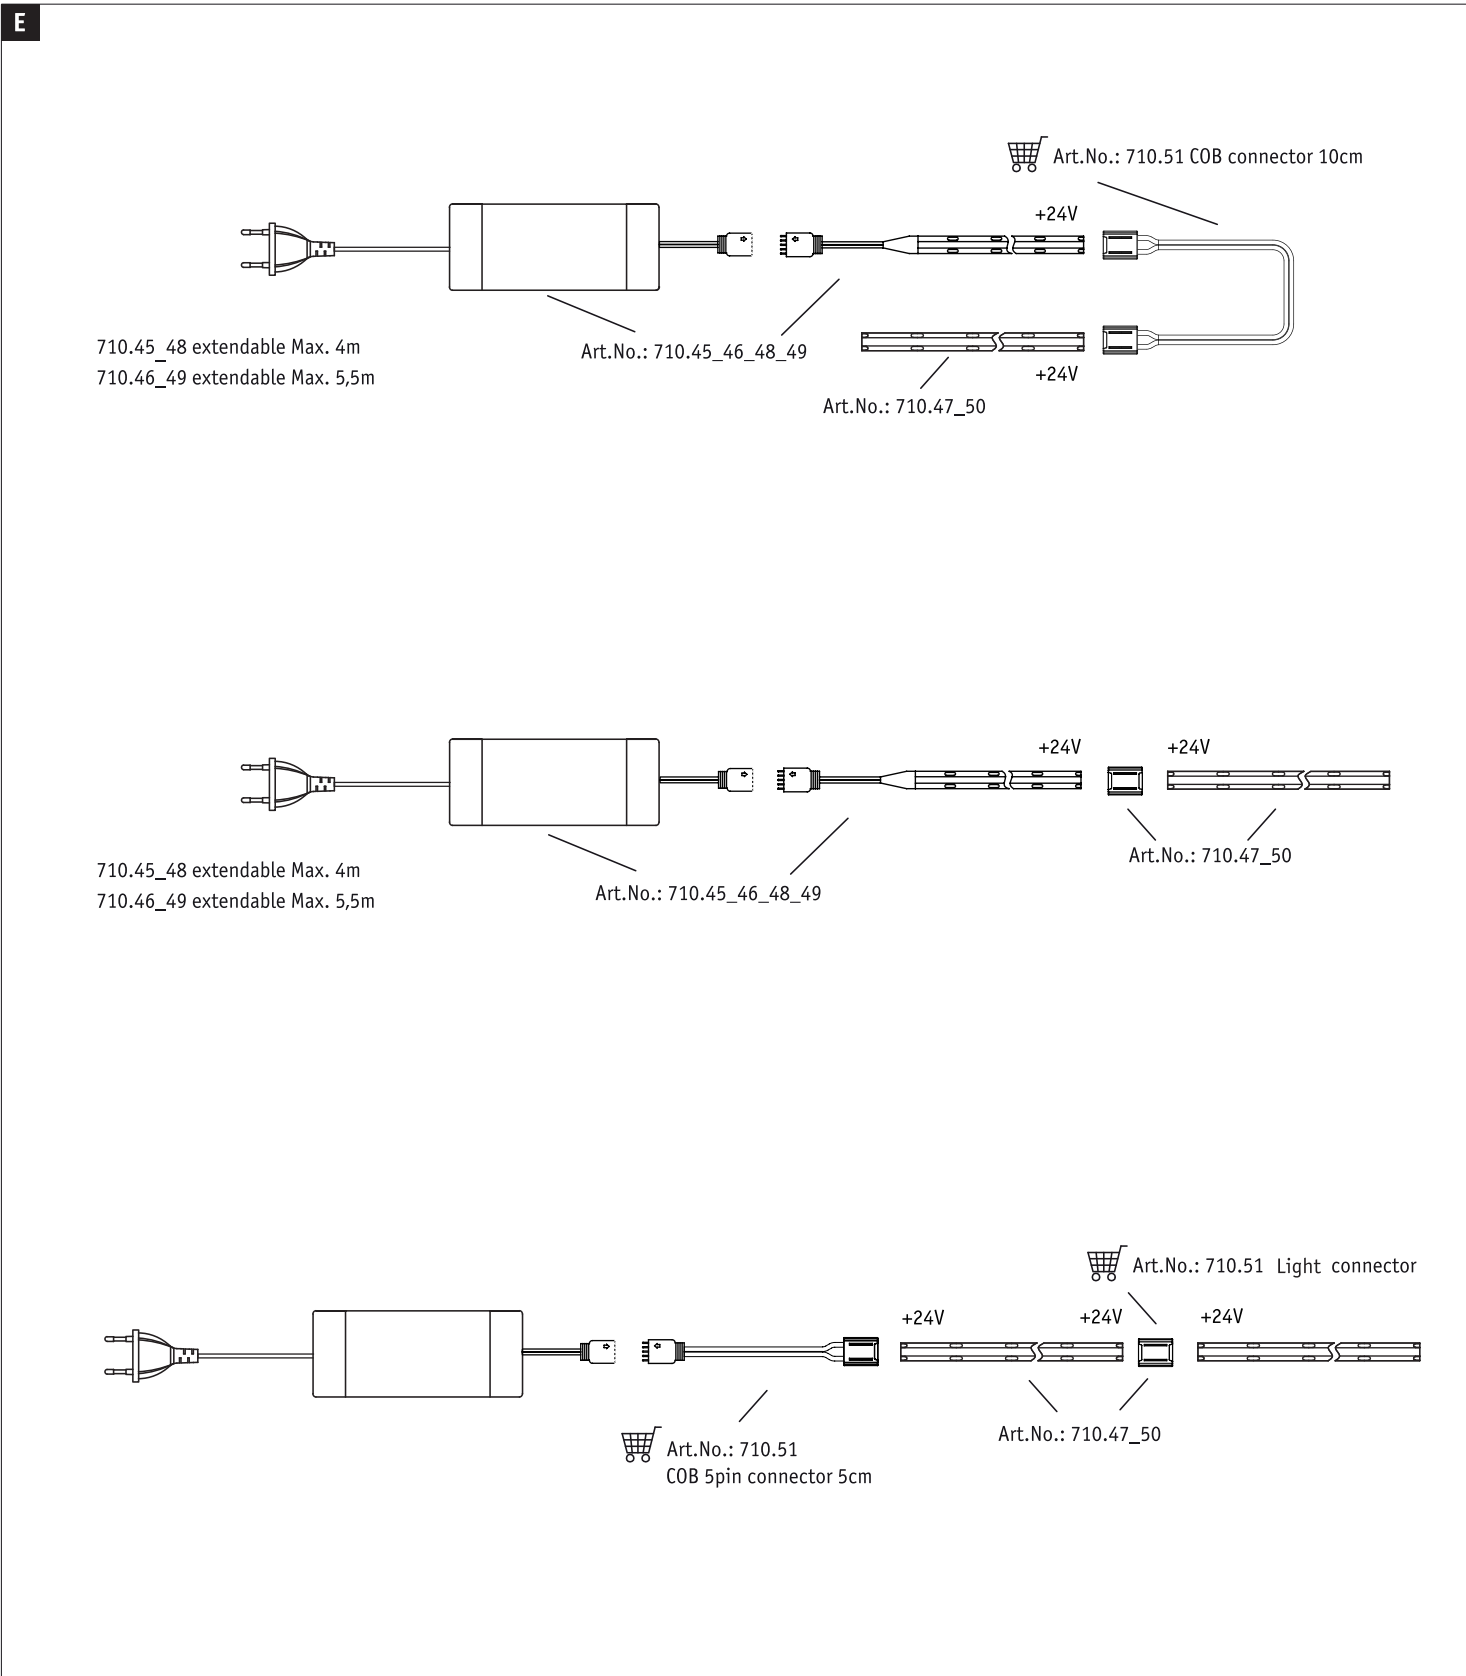 E
Art.No.: 710.51 COB connector 10cm
+24V
710.45_48 extendable Max. 4m
710.46_49 extendable Max. 5,5m
Art.No.: 710.45_46_48_49
+24V
Art.No.: 710.47_50
+24V
+24V
710.45_48 extendable Max. 4m
710.46_49 extendable Max. 5,5m
Art.No.: 710.45_46_48_49
Art.No.: 710.47_50
Art.No.: 710.51 Light connector
+24V
+24V
+24V
Art.No.: 710.51
COB 5pin connector 5cm
Art.No.: 710.47_50